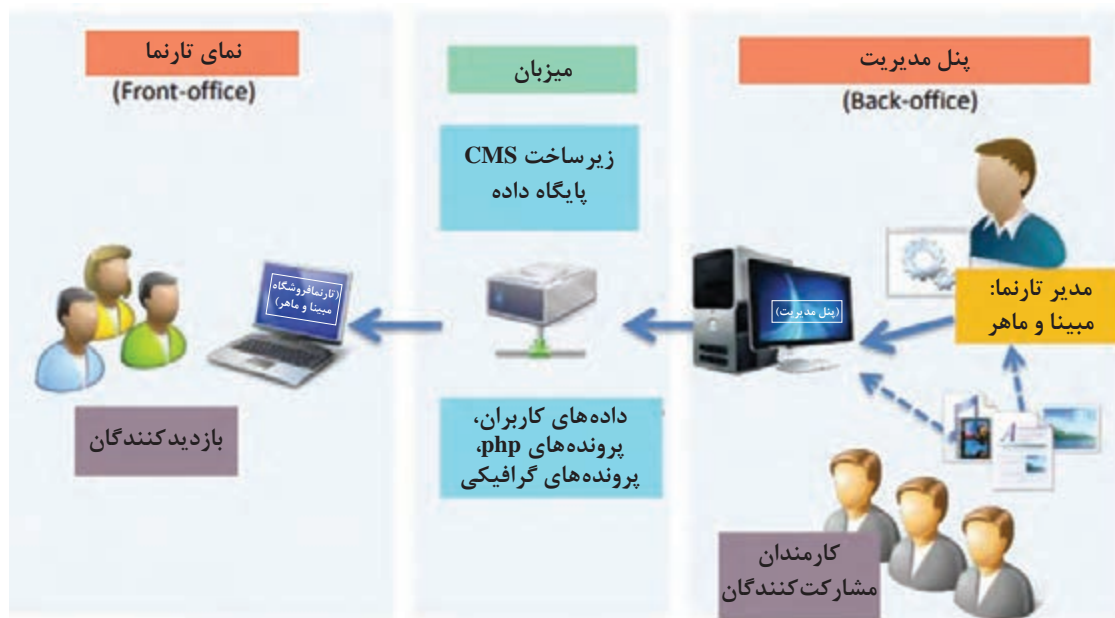 پنل مدیریت
(Back-office)
مدیر تارنما:
مبینا و ماهر
(پنل مدیریت)
کارمندان
مشارکت‌کنندگان
میزبان
زیرساخت CMS
پایگاه داده
داده‌های کاربران،
پرونده‌های php،
پرونده‌های گرافیکی
نمای تارنما
(Front-office)
(تارنمافروشگاه
مبینا و ماهر)
بازدیدکنندگان